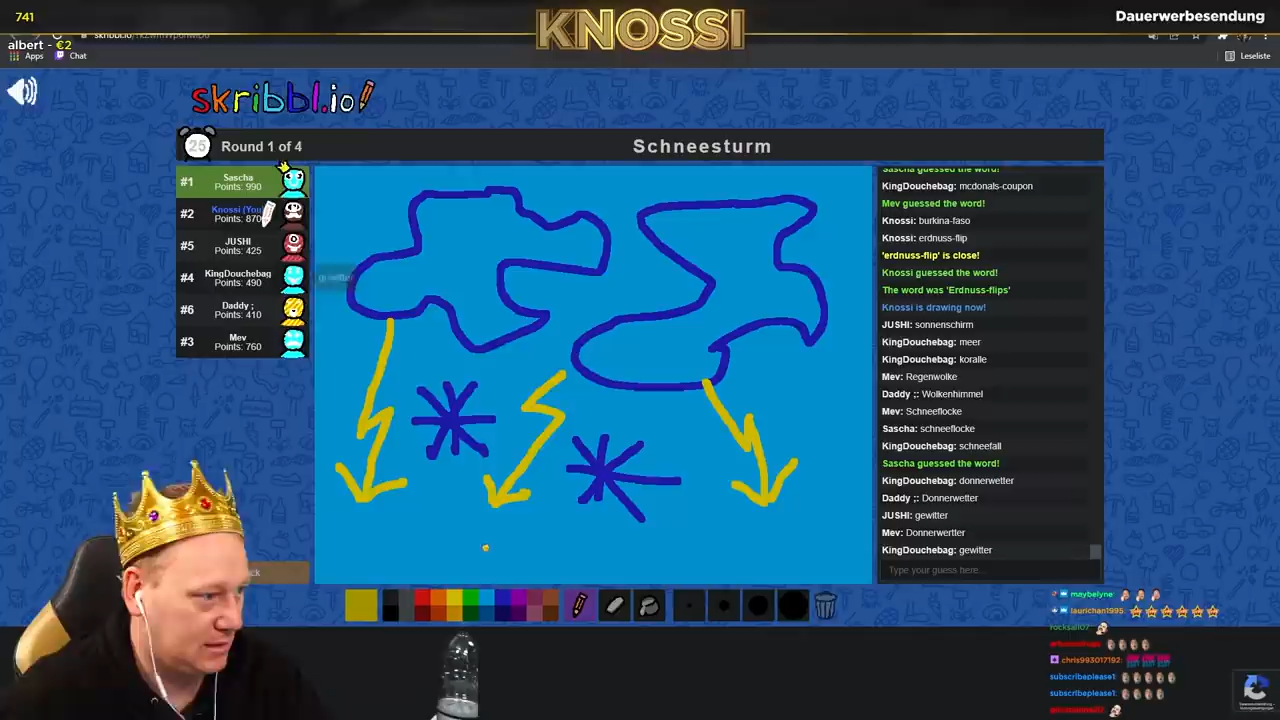 741
KNOSSI
Dauerwerbesendung
albert - €2
Apps
Chat
Leseliste
skribbl.io
25
Round 1 of 4
Schneesturm
#1
Sascha
Points: 990
#2
Knossi (You)
Points: 870
#5
JUSHI
Points: 425
#4
KingDouchebag
Points: 490
#6
Daddy ;
Points: 410
#3
Mev
Points: 760
gewitter
Sascha guessed the word!
KingDouchebag: mcdonals-coupon
Mev guessed the word!
Knossi: burkina-faso
Knossi: erdnuss-flip
'erdnuss-flip' is close!
Knossi guessed the word!
The word was 'Erdnuss-flips'
Knossi is drawing now!
JUSHI: sonnenschirm
KingDouchebag: meer
KingDouchebag: koralle
Mev: Regenwolke
Daddy ;: Wolkenhimmel
Mev: Schneeflocke
Sascha: schneeflocke
KingDouchebag: schneefall
Sascha guessed the word!
KingDouchebag: donnerwetter
Daddy ;: Donnerwetter
JUSHI: gewitter
Mev: Donnerwertter
KingDouchebag: gewitter
Type your guess here...
maybelyne:
laurichan1995:
rocksali07:
chris993017192:
subscribeplease1:
subscribeplease1: